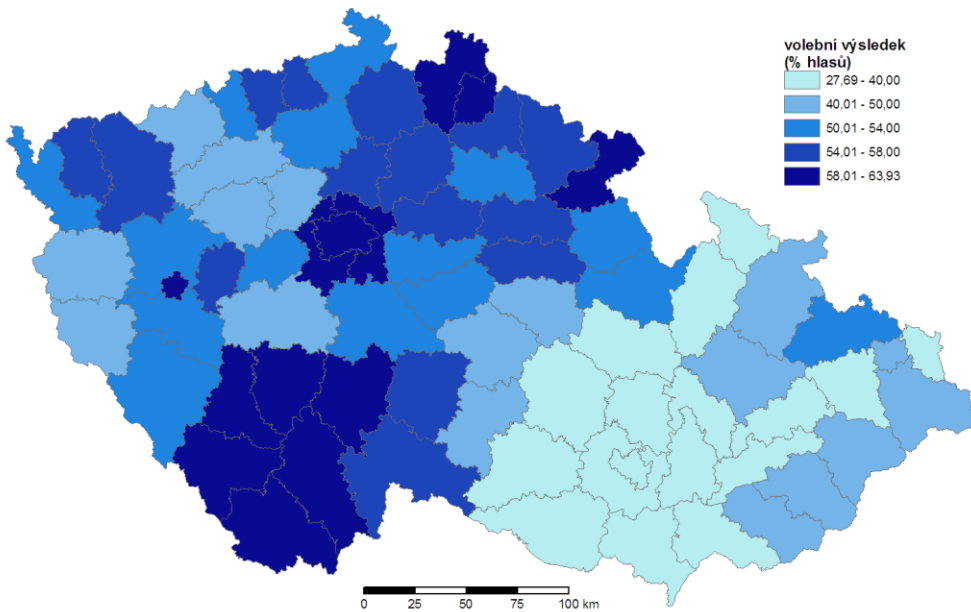 volební výsledek
(% hlasů)
27,69 - 40,00
40,01 - 50,00
50,01 - 54,00
54,01 - 58,00
58,01 - 63,93
0 25 50 75 100 km